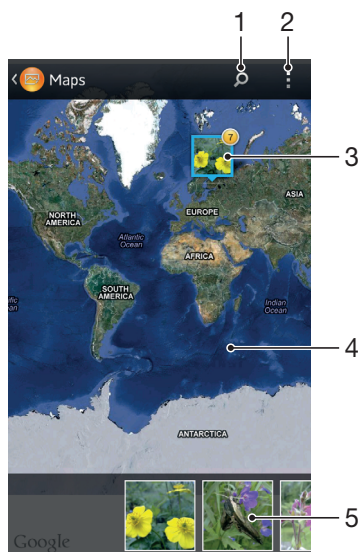 1 2
Maps
7
3
ASIA
NORTH
AMERICA
EUROPE
Atlantic
Ocean
AFRICA
SOUTH
AMERICA
Indian
Ocean
4
ANTARCTICA
5
Google